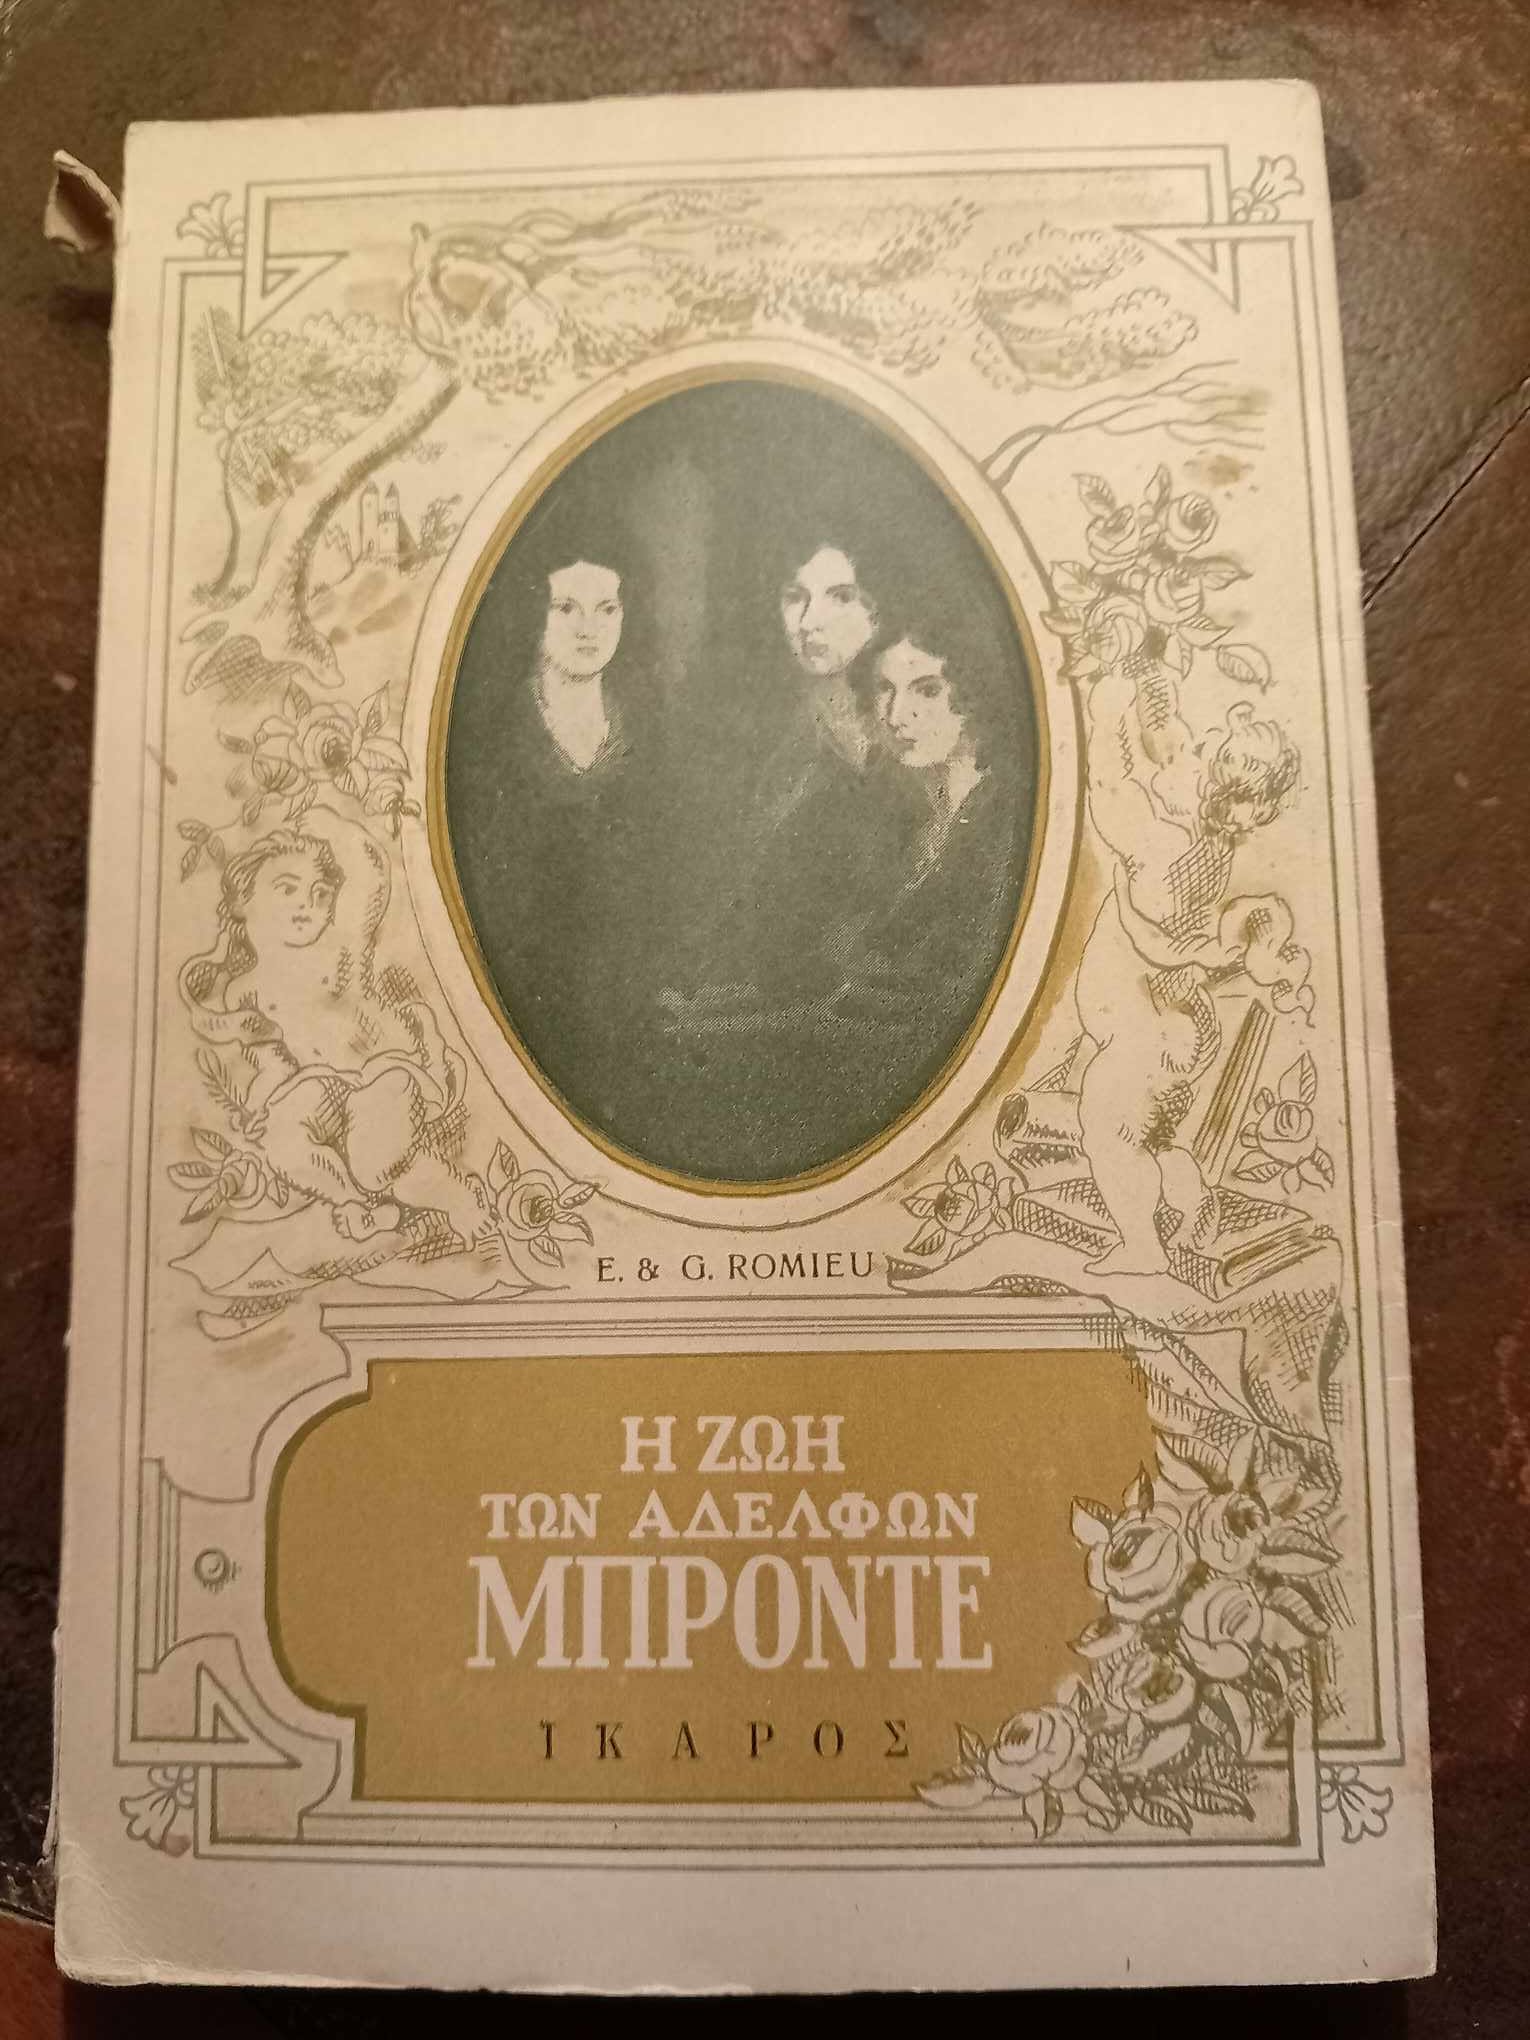 E. & G. ROMIEU
Η ΖΩΗ
ΤΩΝ ΑΔΕΛΦΩΝ
ΜΠΡΟΝΤΕ
ΙΚΑΡΟΣ